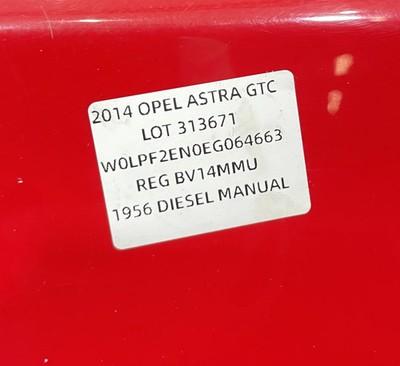 2014 OPEL ASTRA GTC
LOT 313671
W0LPF2EN0EG064663
REG BV14MMU
1956 DIESEL MANUAL